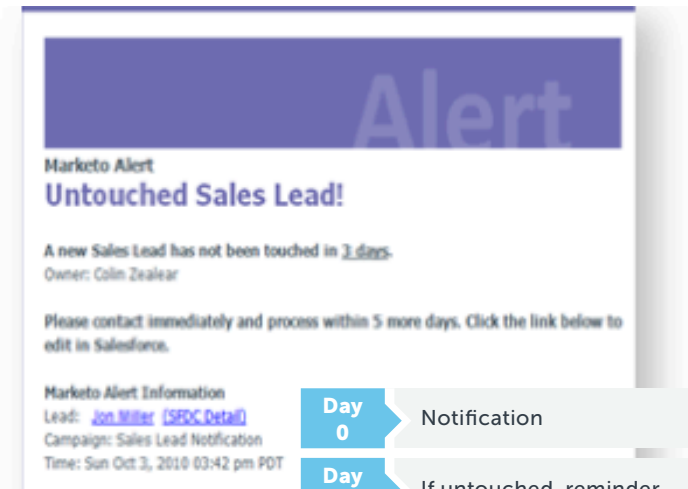 Alert
Marketo Alert
Untouched Sales Lead!
A new Sales Lead has not been touched in 3 days.
Owner: Colin Zealear
Please contact immediately and process within 5 more days. Click the link below to
edit in Salesforce.
Marketo Alert Information
Lead: Jon Miller (SFDC Detail)
Campaign: Sales Lead Notification
Time: Sun Oct 3, 2010 03:42 pm PDT
Day
0
Notification
Day
If untouched, reminder